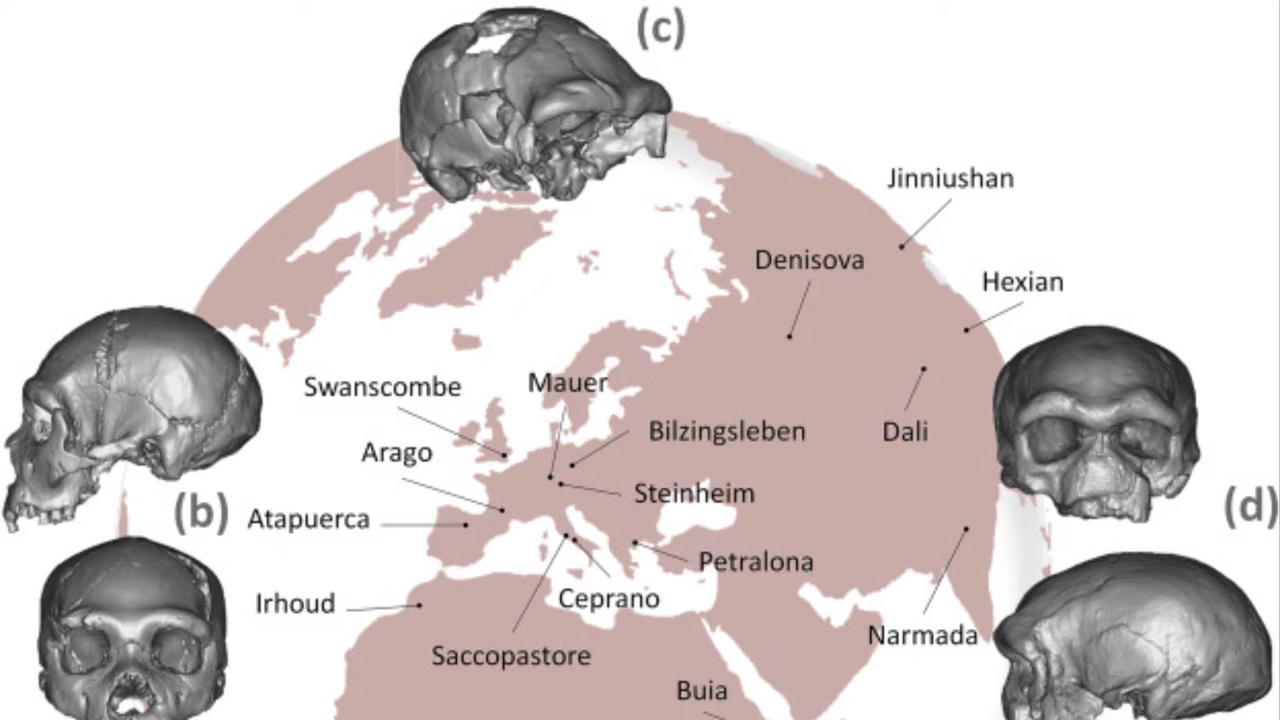 (c)
Jinniushan
Denisova
Hexian
Swanscombe
Mauer
Bilzingsleben
Dali
Arago
Steinheim
(b)
Atapuerca
(d)
Petralona
Irhoud
Ceprano
Narmada
Saccopastore
Buia